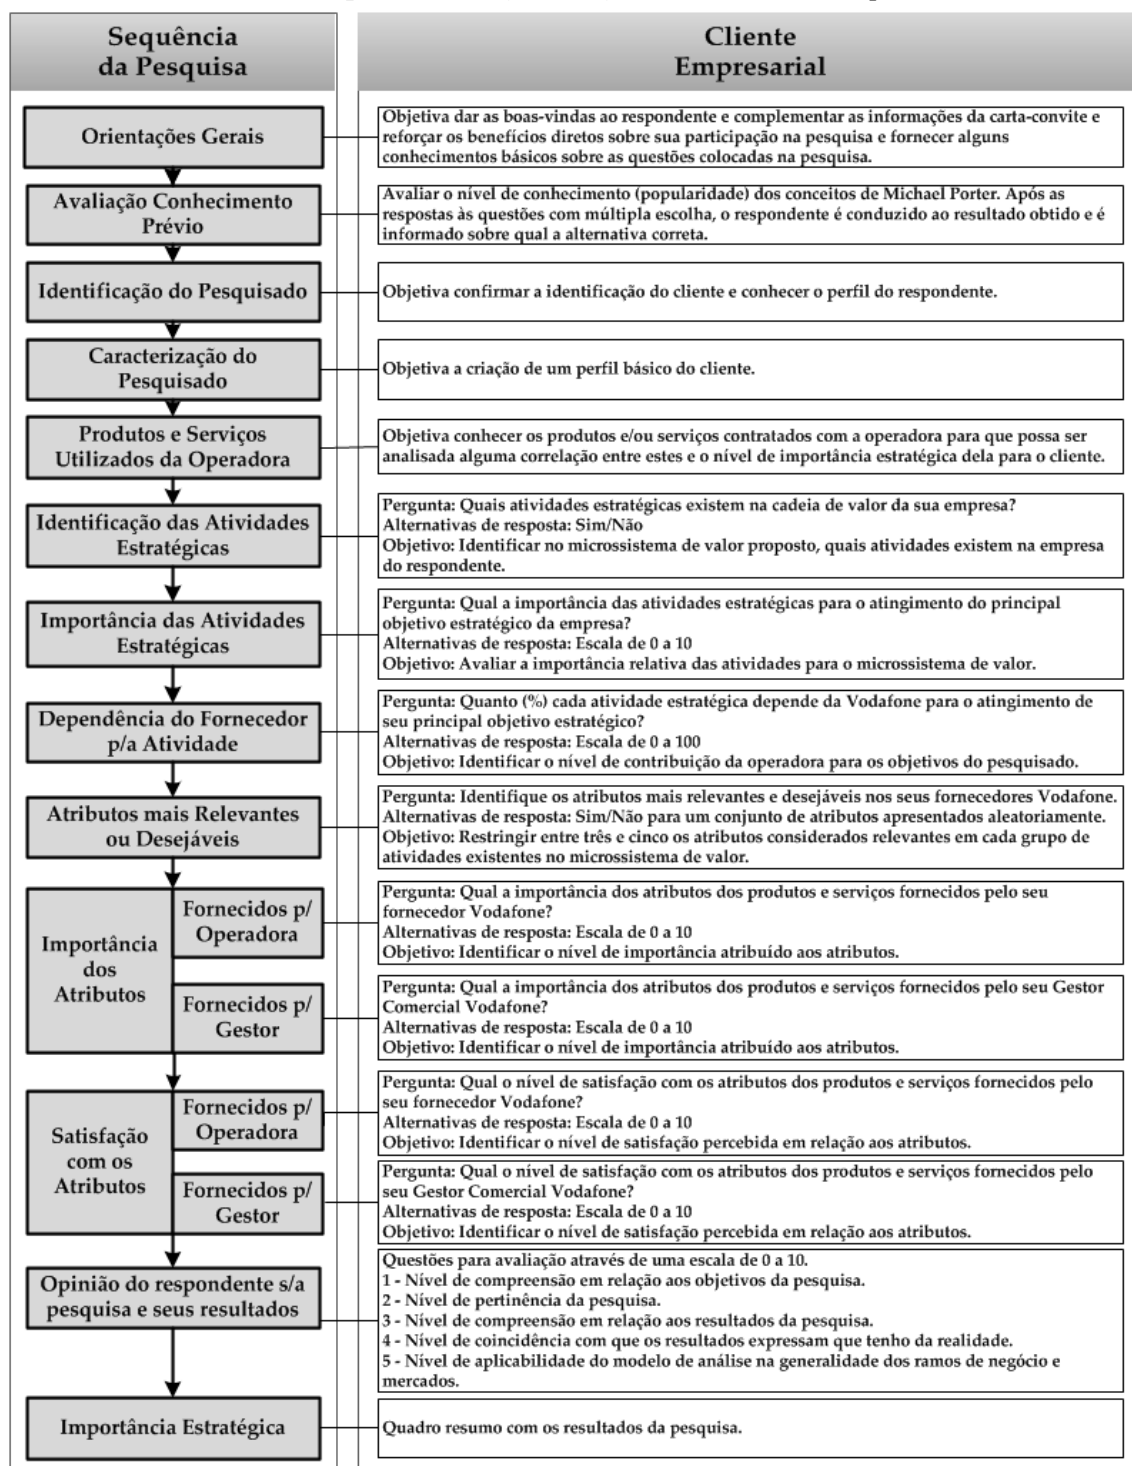 Sequência
da Pesquisa
Cliente
Empresarial
Orientações Gerais
Objetiva dar as boas-vindas ao respondente e complementar as informações da carta-convite e
reforçar os benefícios diretos sobre sua participação na pesquisa e fornecer alguns
conhecimentos básicos sobre as questões colocadas na pesquisa.
Avaliação Conhecimento
Prévio
Avaliar o nível de conhecimento (popularidade) dos conceitos de Michael Porter. Após as
respostas às questões com múltipla escolha, o respondente é conduzido ao resultado obtido e é
informado sobre qual a alternativa correta.
Identificação do Pesquisado
Objetiva confirmar a identificação do cliente e conhecer o perfil do respondente.
Caracterização do
Pesquisado
Objetiva a criação de um perfil básico do cliente.
Produtos e Serviços
Utilizados da Operadora
Objetiva conhecer os produtos e/ou serviços contratados com a operadora para que possa ser
analisada alguma correlação entre estes e o nível de importância estratégica dela para o cliente.
Identificação das Atividades
Estratégicas
Pergunta: Quais atividades estratégicas existem na cadeia de valor da sua empresa?
Alternativas de resposta: Sim/Não
Objetivo: Identificar no microssistema de valor proposto, quais atividades existem na empresa
do respondente.
Importância das Atividades
Estratégicas
Pergunta: Qual a importância das atividades estratégicas para o atingimento do principal
objetivo estratégico da empresa?
Alternativas de resposta: Escala de 0 a 10
Objetivo: Avaliar a importância relativa das atividades para o microssistema de valor.
Dependência do Fornecedor
p/a Atividade
Pergunta: Quanto (%) cada atividade estratégica depende da Vodafone para o atingimento de
seu principal objetivo estratégico?
Alternativas de resposta: Escala de 0 a 100
Objetivo: Identificar o nível de contribuição da operadora para os objetivos do pesquisado.
Atributos mais Relevantes
ou Desejáveis
Pergunta: Identifique os atributos mais relevantes e desejáveis nos seus fornecedores Vodafone.
Alternativas de resposta: Sim/Não para um conjunto de atributos apresentados aleatoriamente.
Objetivo: Restringir entre três e cinco os atributos considerados relevantes em cada grupo de
atividades existentes no microssistema de valor.
Importância
dos
Atributos
Fornecidos p/
Operadora
Pergunta: Qual a importância dos atributos dos produtos e serviços fornecidos pelo seu
fornecedor Vodafone?
Alternativas de resposta: Escala de 0 a 10
Objetivo: Identificar o nível de importância atribuído aos atributos.
Fornecidos p/
Gestor
Pergunta: Qual a importância dos atributos dos produtos e serviços fornecidos pelo seu Gestor
Comercial Vodafone?
Alternativas de resposta: Escala de 0 a 10
Objetivo: Identificar o nível de importância atribuído aos atributos.
Satisfação
com os
Atributos
Fornecidos p/
Operadora
Pergunta: Qual o nível de satisfação com os atributos dos produtos e serviços fornecidos pelo
seu fornecedor Vodafone?
Alternativas de resposta: Escala de 0 a 10
Objetivo: Identificar o nível de satisfação percebida em relação aos atributos.
Fornecidos p/
Gestor
Pergunta: Qual o nível de satisfação com os atributos dos produtos e serviços fornecidos pelo
seu Gestor Comercial Vodafone?
Alternativas de resposta: Escala de 0 a 10
Objetivo: Identificar o nível de satisfação percebida em relação aos atributos.
Opinião do respondente s/a
pesquisa e seus resultados
Questões para avaliação através de uma escala de 0 a 10.
1 - Nível de compreensão em relação aos objetivos da pesquisa.
2 - Nível de pertinência da pesquisa.
3 - Nível de compreensão em relação aos resultados da pesquisa.
4 - Nível de coincidência com que os resultados expressam que tenho da realidade.
5 - Nível de aplicabilidade do modelo de análise na generalidade dos ramos de negócio e
mercados.
Importância Estratégica
Quadro resumo com os resultados da pesquisa.